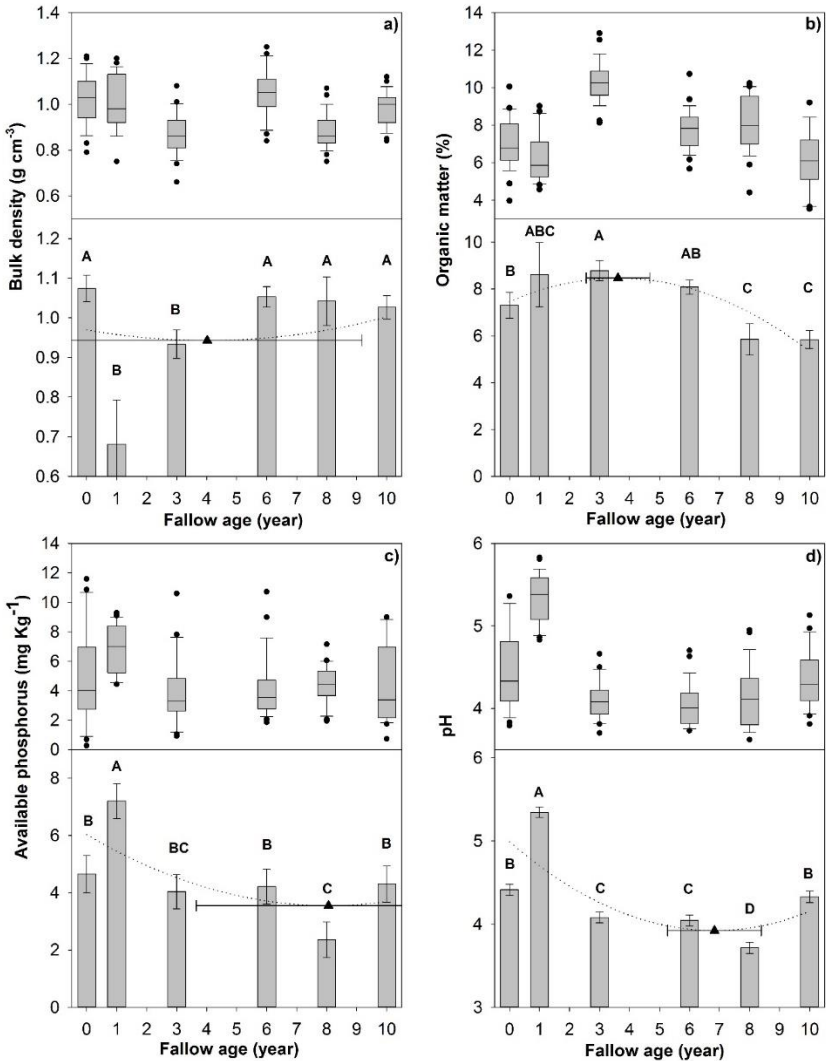 a)
Bulk density (g cm⁻³)
1.4
1.2
1.0
0.8
0.6
0.4
1.1
1.0
0.9
0.8
0.7
0.6
A B B A A A
0 1 2 3 4 5 6 7 8 9 10
Fallow age (year)
b)
Organic matter (%)
14
12
10
8
6
4
10
8
6
4
2
0
B ABC A AB C C
0 1 2 3 4 5 6 7 8 9 10
Fallow age (year)
c)
Available phosphorus (mg Kg⁻¹)
14
12
10
8
6
4
2
0
8
6
4
2
0
B A BC B C B
0 1 2 3 4 5 6 7 8 9 10
Fallow age (year)
d)
pH
6
5
4
6
5
4
3
B A C C D B
0 1 2 3 4 5 6 7 8 9 10
Fallow age (year)